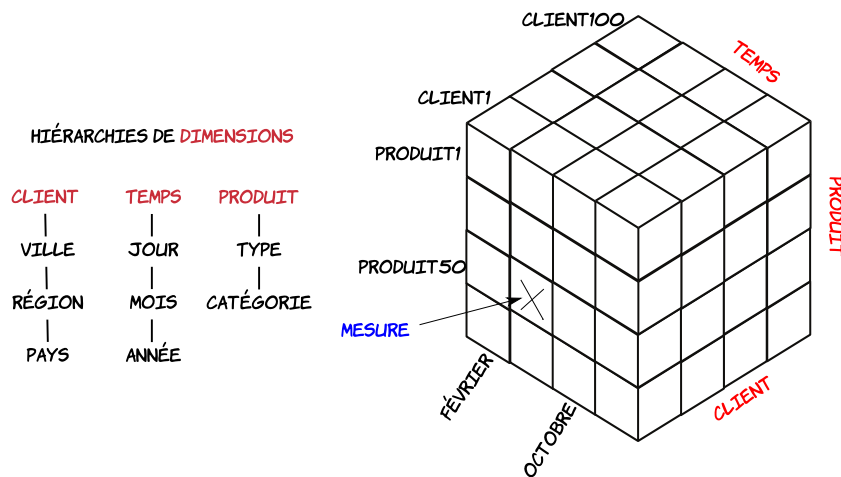 HIÉRARCHIES DE DIMENSIONS
CLIENT TEMPS PRODUIT
VILLE JOUR TYPE
RÉGION MOIS CATÉGORIE
PAYS ANNÉE
CLIENT100
TEMPS
CLIENT1
PRODUIT1
PRODUIT
PRODUIT50
MESURE
FÉVRIER
CLIENT
OCTOBRE